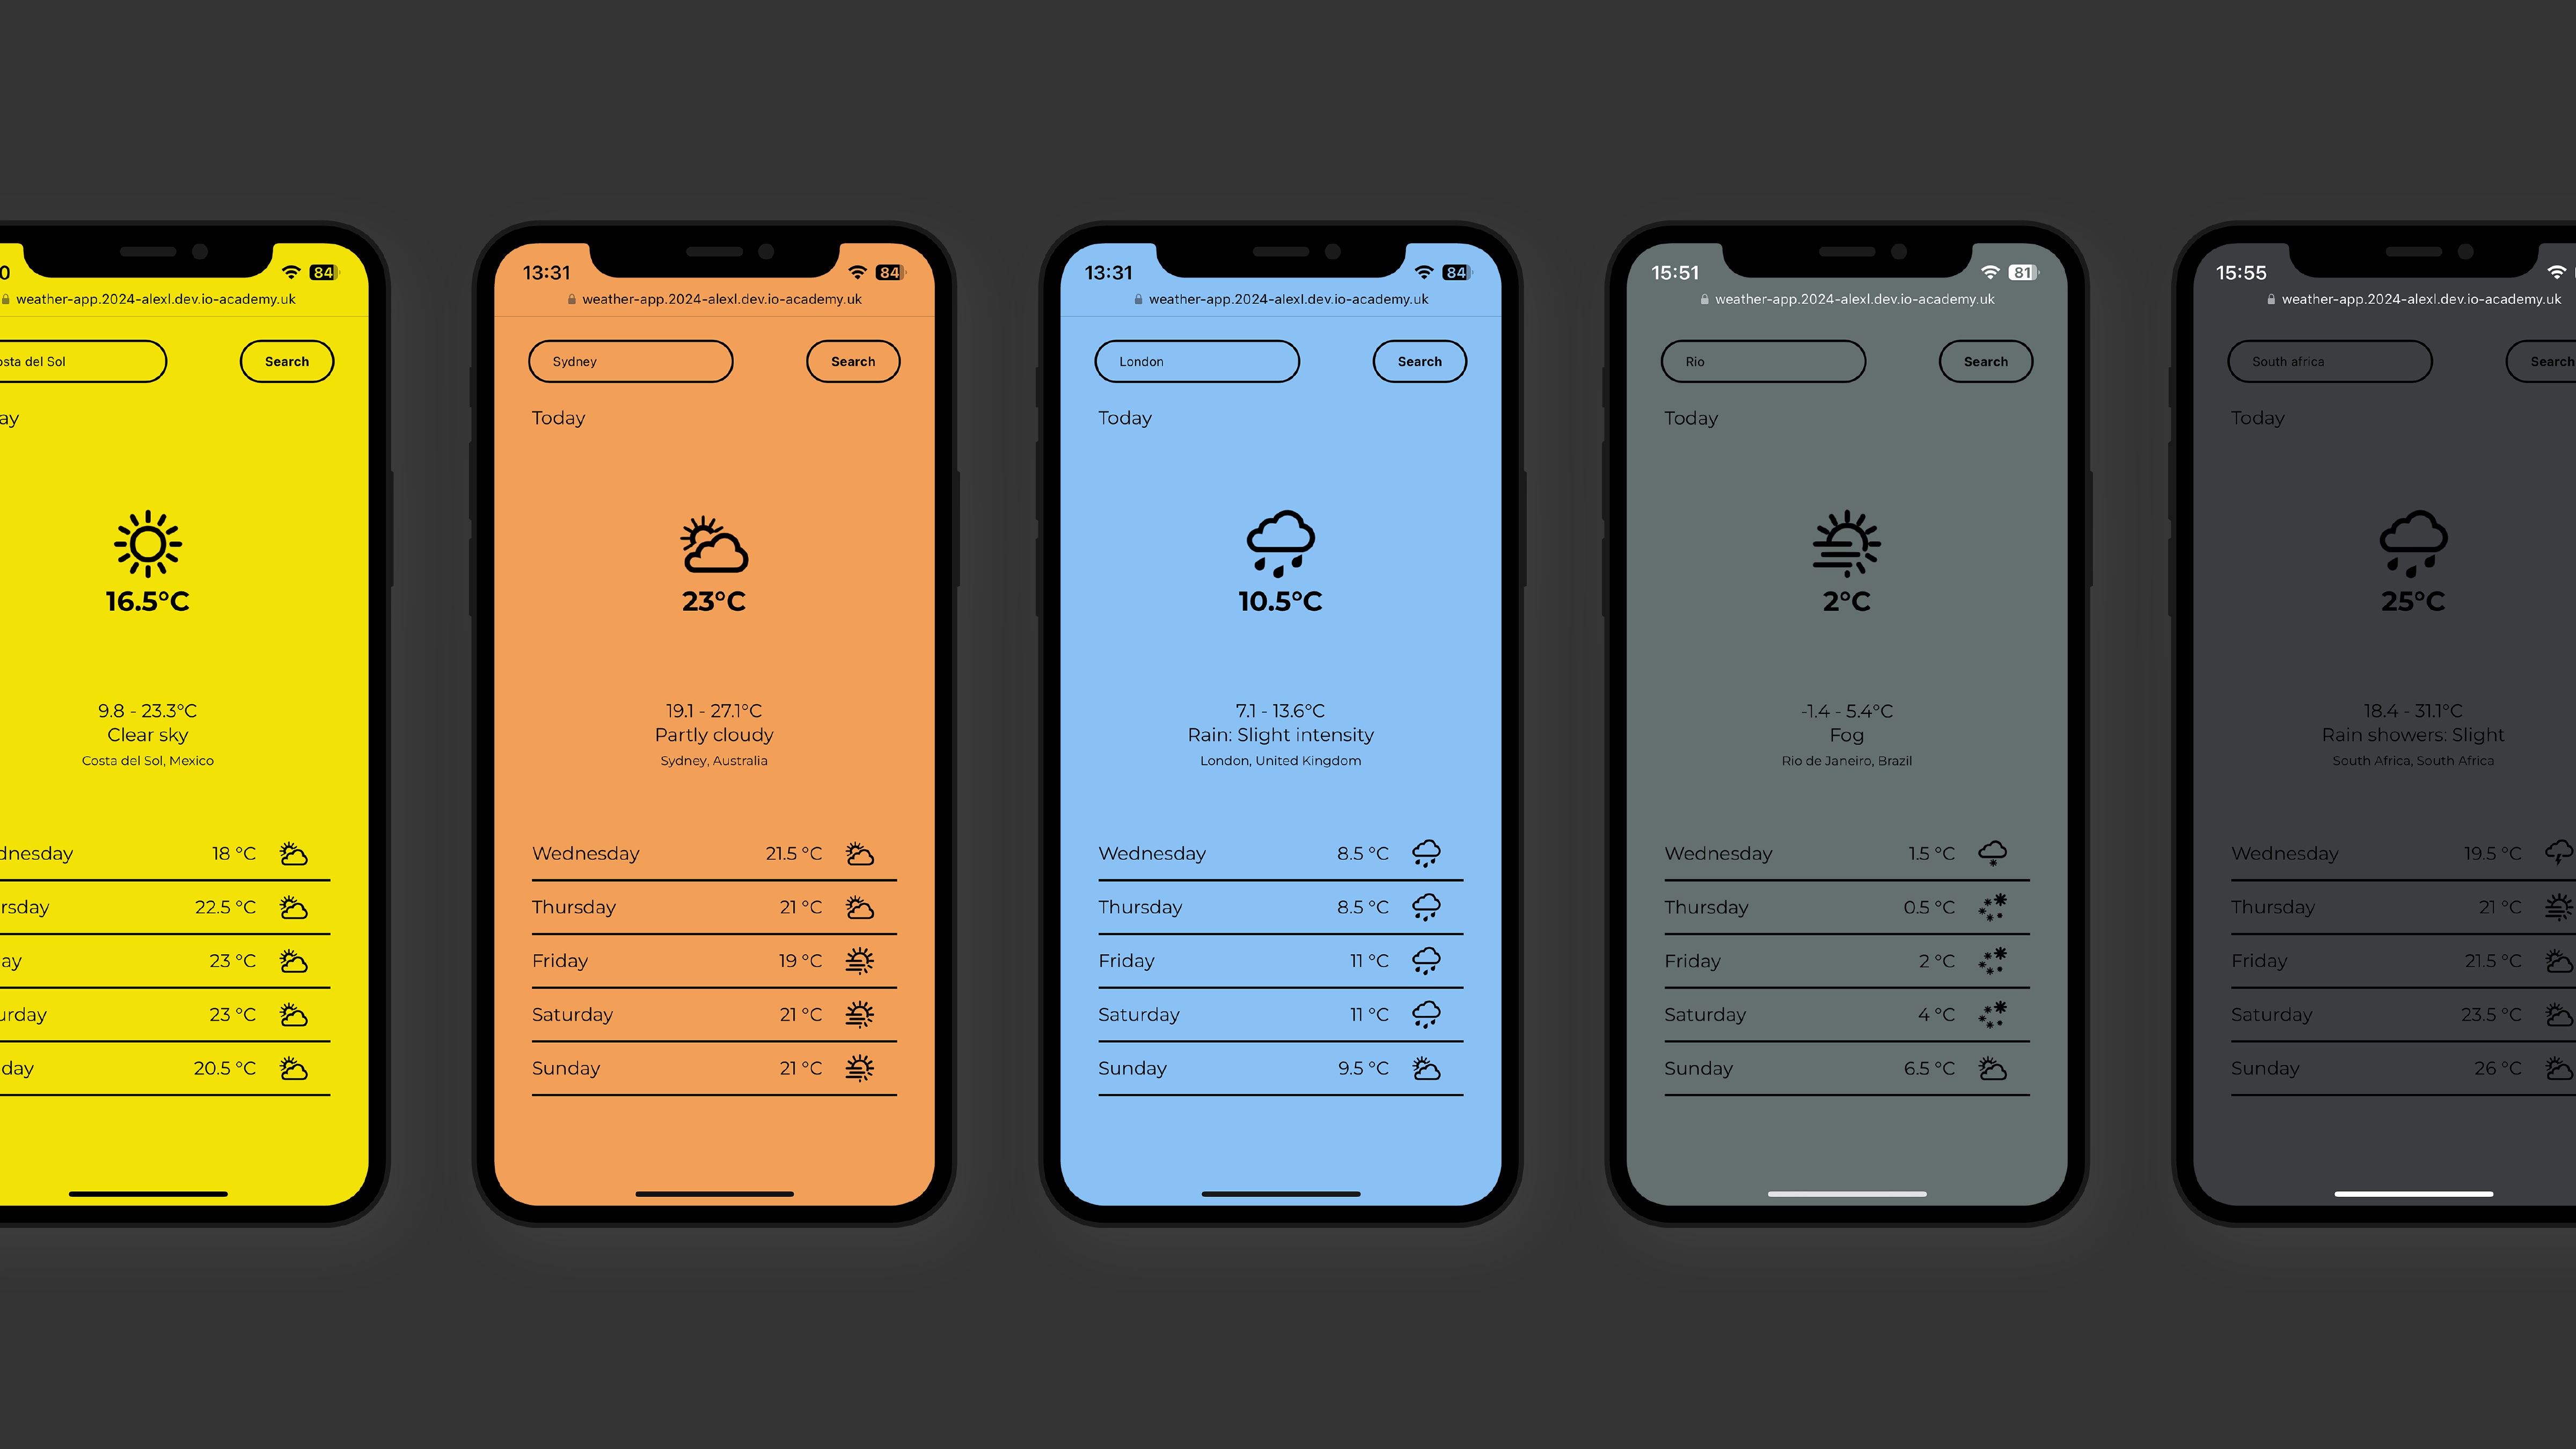 0
84
weather-app.2024-alexl.dev.io-academy.uk
osta del Sol
Search
ay
16.5°C
9.8 - 23.3°C
Clear sky
Costa del Sol, Mexico
dnesday 18 °C
rsday 22.5 °C
ay 23 °C
urday 23 °C
day 20.5 °C
13:31
84
weather-app.2024-alexl.dev.io-academy.uk
Sydney
Search
Today
23°C
19.1 - 27.1°C
Partly cloudy
Sydney, Australia
Wednesday 21.5 °C
Thursday 21 °C
Friday 19 °C
Saturday 21 °C
Sunday 21 °C
13:31
84
weather-app.2024-alexl.dev.io-academy.uk
London
Search
Today
10.5°C
7.1 - 13.6°C
Rain: Slight intensity
London, United Kingdom
Wednesday 8.5 °C
Thursday 8.5 °C
Friday 11 °C
Saturday 11 °C
Sunday 9.5 °C
15:51
81
weather-app.2024-alexl.dev.io-academy.uk
Rio
Search
Today
2°C
-1.4 - 5.4°C
Fog
Rio de Janeiro, Brazil
Wednesday 1.5 °C
Thursday 0.5 °C
Friday 2 °C
Saturday 4 °C
Sunday 6.5 °C
15:55
weather-app.2024-alexl.dev.io-academy.uk
South africa
Search
Today
25°C
18.4 - 31.1°C
Rain showers: Slight
South Africa, South Africa
Wednesday 19.5 °C
Thursday 21 °C
Friday 21.5 °C
Saturday 23.5 °C
Sunday 26 °C